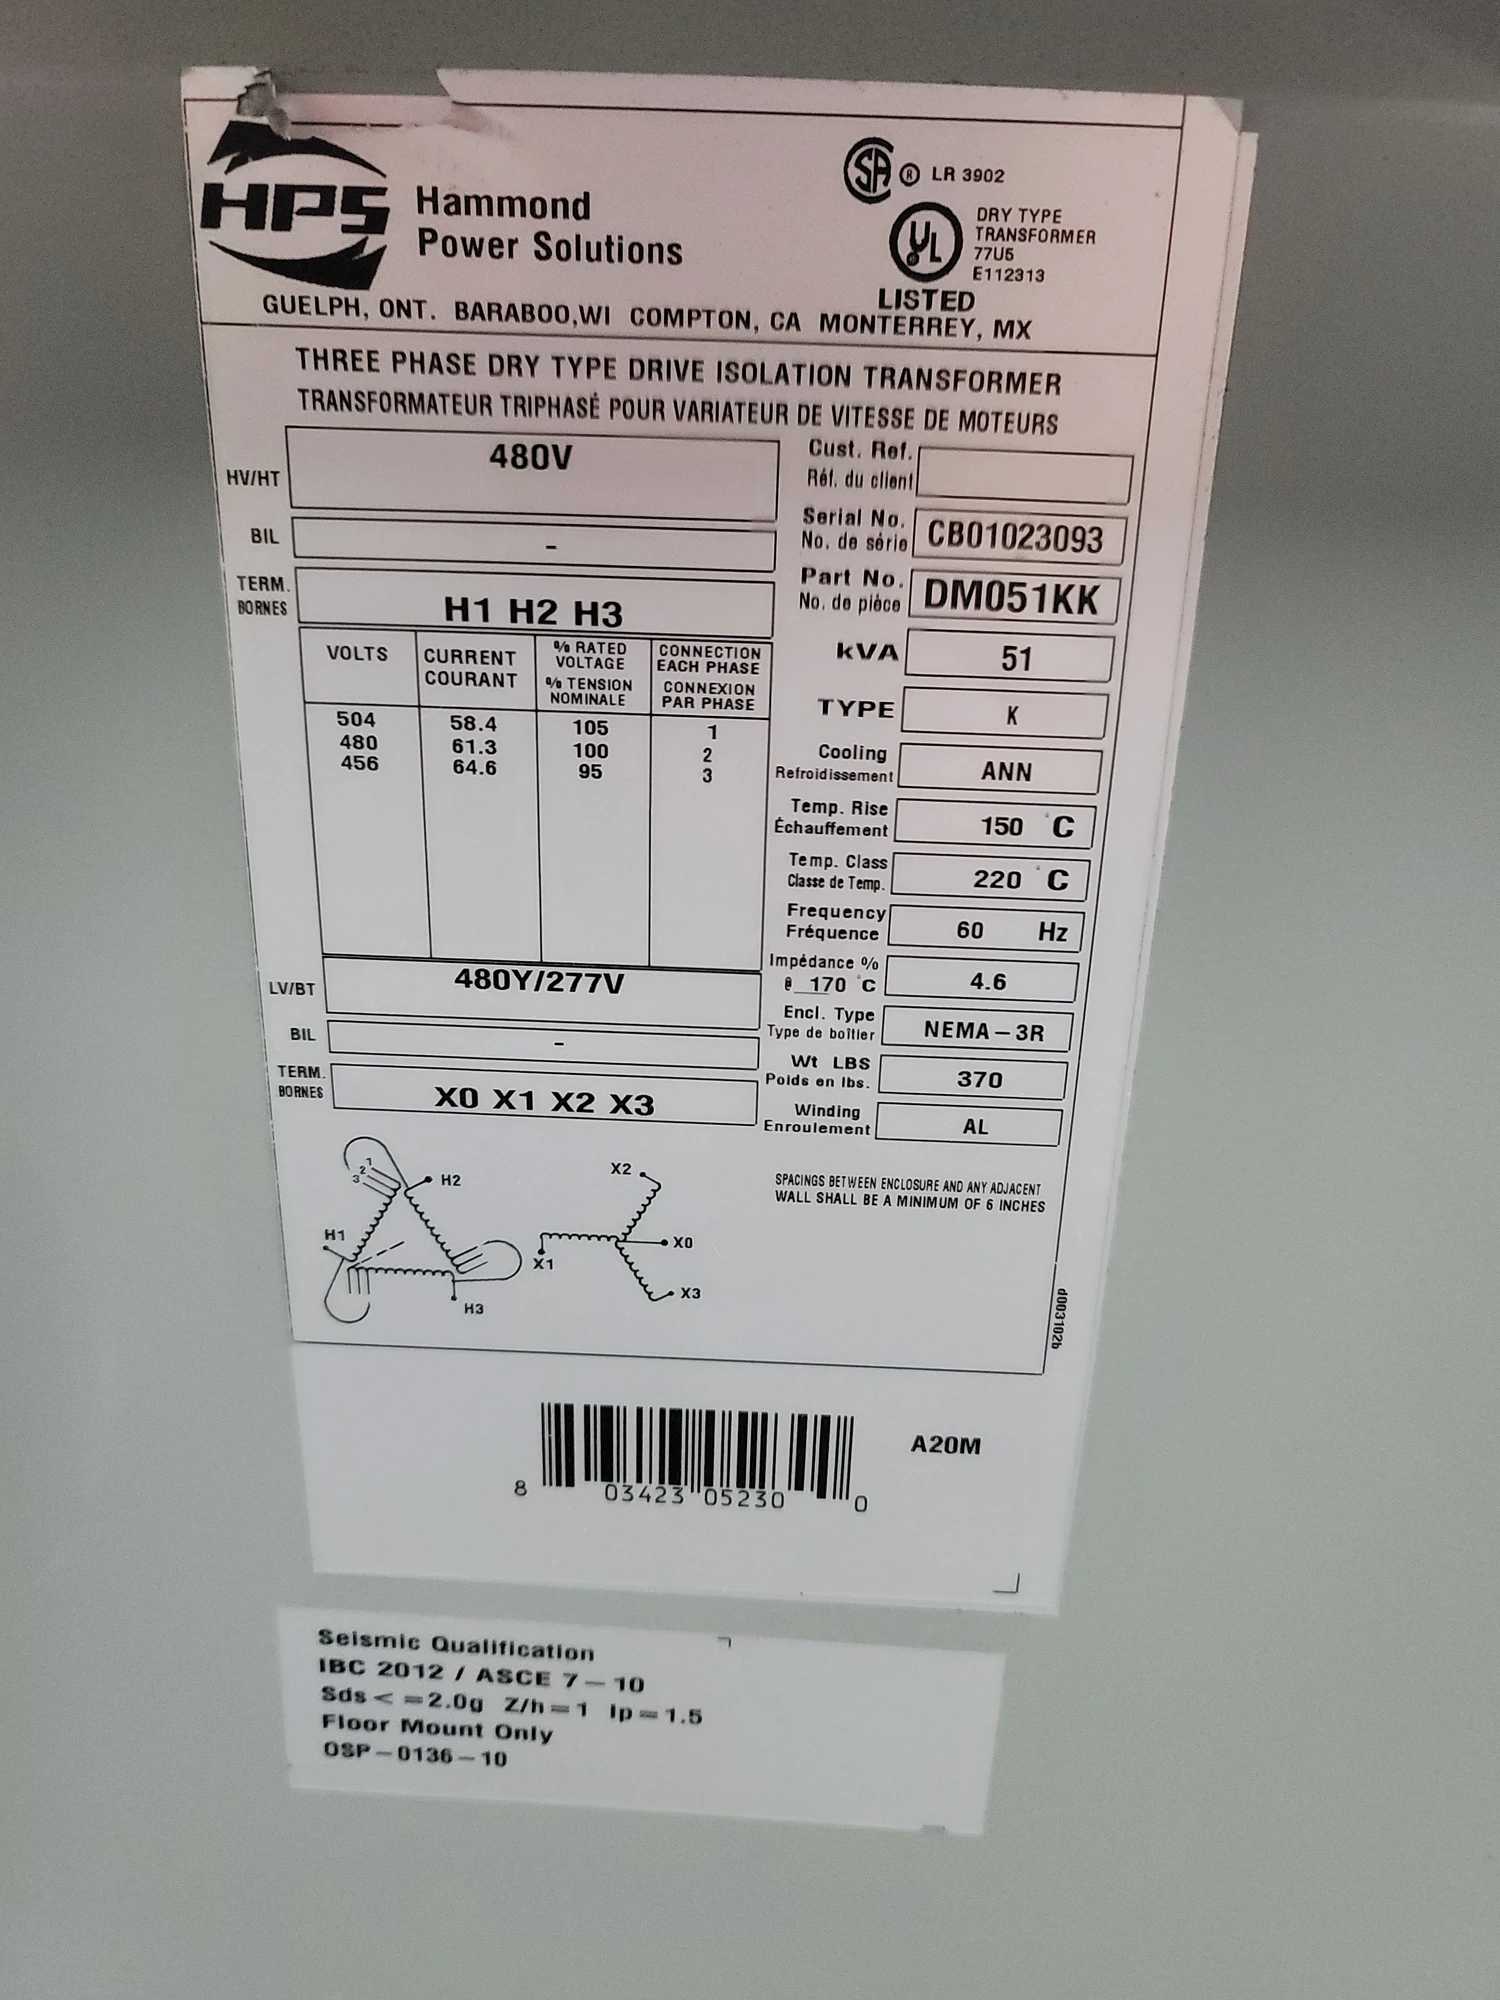 HPS
Hammond
Power Solutions
SA ® LR 3902
UL
DRY TYPE
TRANSFORMER
77U5
E112313
LISTED
GUELPH, ONT. BARABOO,WI COMPTON, CA MONTERREY, MX
THREE PHASE DRY TYPE DRIVE ISOLATION TRANSFORMER
TRANSFORMATEUR TRIPHASÉ POUR VARIATEUR DE VITESSE DE MOTEURS
HV/HT 480V
BIL -
TERM. BORNES H1 H2 H3
VOLTS CURRENT COURANT % RATED VOLTAGE % TENSION NOMINALE CONNECTION EACH PHASE CONNEXION PAR PHASE
504 58.4 105 1
480 61.3 100 2
456 64.6 95 3
LV/BT 480Y/277V
BIL -
TERM. BORNES X0 X1 X2 X3
Cust. Ref.
Réf. du client
Serial No.
No. de série CB01023093
Part No.
No. de pièce DM051KK
kVA 51
TYPE K
Cooling
Refroidissement ANN
Temp. Rise
Échauffement 150 °C
Temp. Class
Classe de Temp. 220 °C
Frequency
Fréquence 60 Hz
Impédance %
@ 170 °C 4.6
Encl. Type
Type de boîtier NEMA-3R
Wt LBS
Poids en lbs. 370
Winding
Enroulement AL
1
2
3
H2
H1
H3
X2
X0
X1
X3
SPACINGS BETWEEN ENCLOSURE AND ANY ADJACENT
WALL SHALL BE A MINIMUM OF 6 INCHES
d003102b
8 03423 05230 0
A20M
Seismic Qualification
IBC 2012 / ASCE 7-10
Sds <=2.0g Z/h=1 Ip=1.5
Floor Mount Only
OSP-0136-10